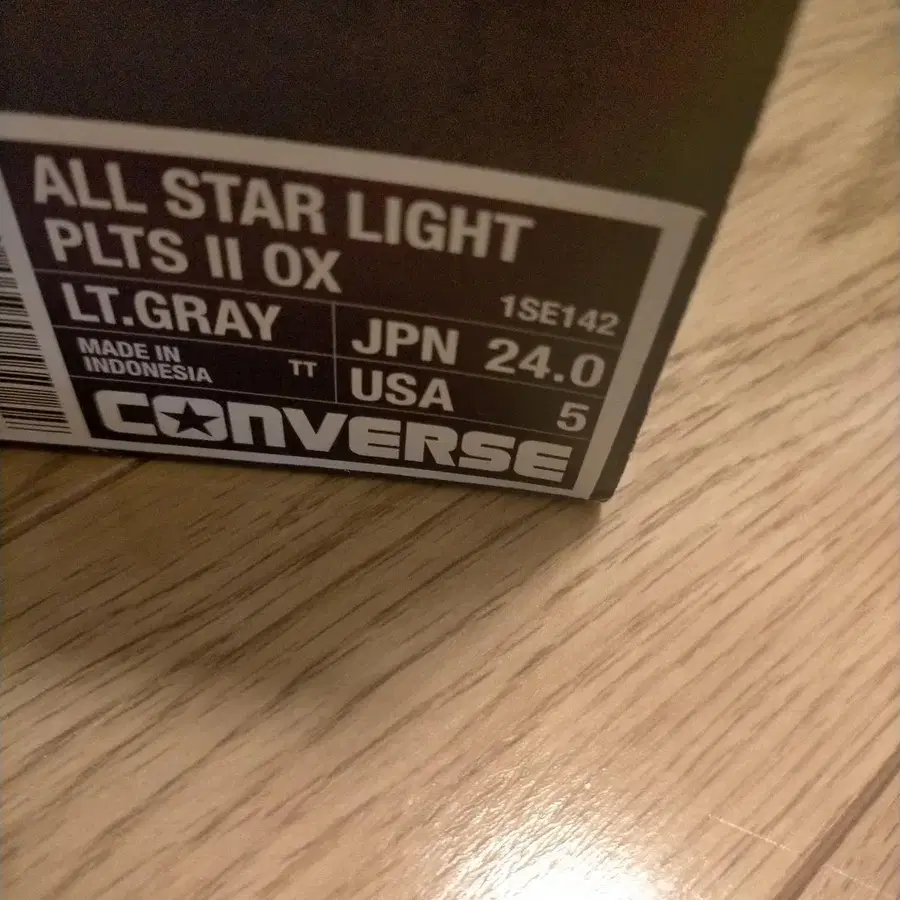 ALL STAR LIGHT
PLTS II OX
1SE142
LT.GRAY
JPN 24.0
MADE IN
INDONESIA
TT
USA 5
CONVERSE